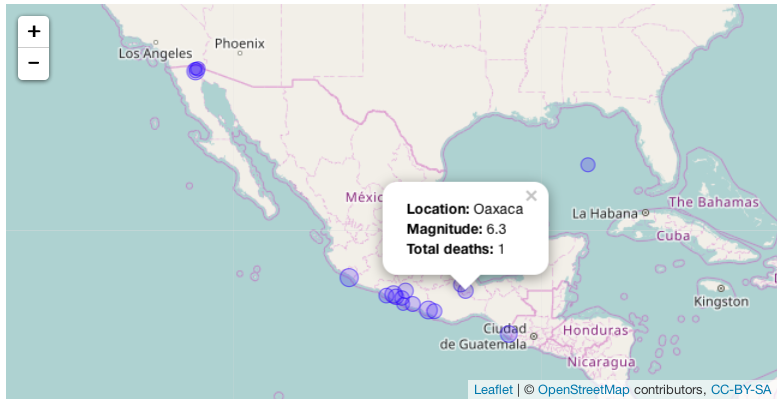 +
−
Los Angeles
Phoenix
Méxic
×
Location: Oaxaca
Magnitude: 6.3
Total deaths: 1
The Bahamas
La Habana
Cuba
Kingston
Ciudad
de Guatemala
Honduras
Nicaragua
Leaflet | © OpenStreetMap contributors, CC-BY-SA